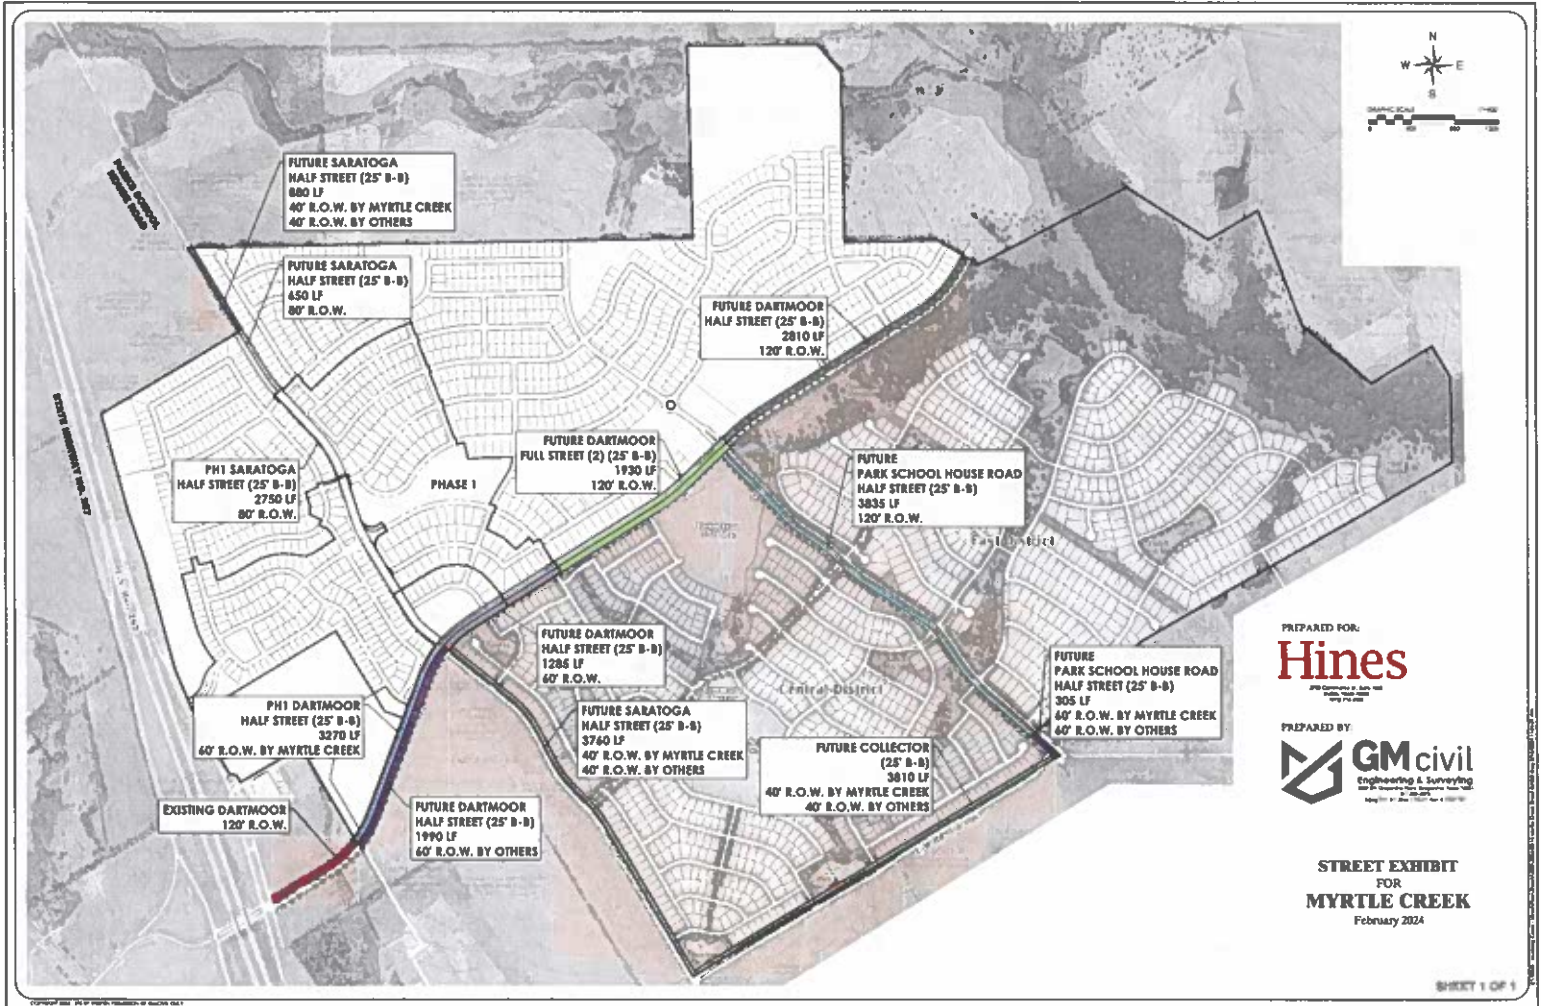 N
W E
S
GRAPHIC SCALE
FUTURE SARATOGA
HALF STREET (25' B-B)
880 LF
40' R.O.W. BY MYRTLE CREEK
40' R.O.W. BY OTHERS
FUTURE SARATOGA
HALF STREET (25' B-B)
650 LF
80' R.O.W.
FUTURE DARTMOOR
HALF STREET (25' B-B)
2810 LF
120' R.O.W.
FUTURE DARTMOOR
FULL STREET (2) (25' B-B)
1930 LF
120' R.O.W.
FUTURE
PARK SCHOOL HOUSE ROAD
HALF STREET (25' B-B)
3835 LF
120' R.O.W.
PH1 SARATOGA
HALF STREET (25' B-B)
2750 LF
80' R.O.W.
PHASE 1
East District
FUTURE DARTMOOR
HALF STREET (25' B-B)
1285 LF
60' R.O.W.
Central District
FUTURE
PARK SCHOOL HOUSE ROAD
HALF STREET (25' B-B)
305 LF
60' R.O.W. BY MYRTLE CREEK
60' R.O.W. BY OTHERS
PH1 DARTMOOR
HALF STREET (25' B-B)
3270 LF
60' R.O.W. BY MYRTLE CREEK
FUTURE SARATOGA
HALF STREET (25' B-B)
3760 LF
40' R.O.W. BY MYRTLE CREEK
40' R.O.W. BY OTHERS
FUTURE COLLECTOR
(25' B-B)
3810 LF
40' R.O.W. BY MYRTLE CREEK
40' R.O.W. BY OTHERS
EXISTING DARTMOOR
120' R.O.W.
FUTURE DARTMOOR
HALF STREET (25' B-B)
1990 LF
60' R.O.W. BY OTHERS
PREPARED FOR:
Hines
PREPARED BY:
GMcivil
Engineering & Surveying
STREET EXHIBIT
FOR
MYRTLE CREEK
February 2024
SHEET 1 OF 1